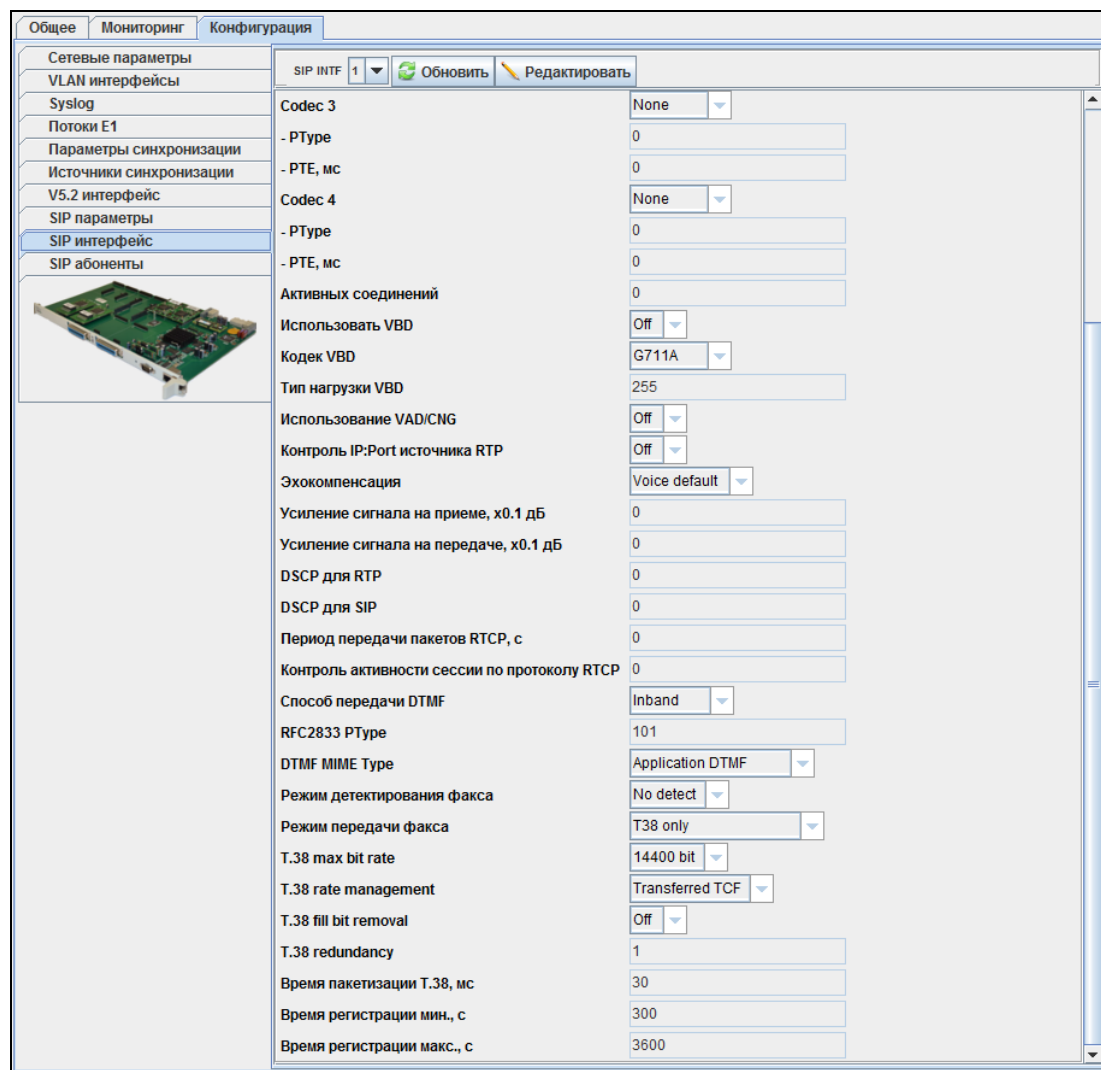 Общее Мониторинг Конфигурация
Сетевые параметры
VLAN интерфейсы
Syslog
Потоки E1
Параметры синхронизации
Источники синхронизации
V5.2 интерфейс
SIP параметры
SIP интерфейс
SIP абоненты
SIP INTF 1 Обновить Редактировать
Codec 3 None
- PType 0
- PTE, мс 0
Codec 4 None
- PType 0
- PTE, мс 0
Активных соединений 0
Использовать VBD Off
Кодек VBD G711A
Тип нагрузки VBD 255
Использование VAD/CNG Off
Контроль IP:Port источника RTP Off
Эхокомпенсация Voice default
Усиление сигнала на приеме, x0.1 дБ 0
Усиление сигнала на передаче, x0.1 дБ 0
DSCP для RTP 0
DSCP для SIP 0
Период передачи пакетов RTCP, с 0
Контроль активности сессии по протоколу RTCP 0
Способ передачи DTMF Inband
RFC2833 PType 101
DTMF MIME Type Application DTMF
Режим детектирования факса No detect
Режим передачи факса T38 only
T.38 max bit rate 14400 bit
T.38 rate management Transferred TCF
T.38 fill bit removal Off
T.38 redundancy 1
Время пакетизации T.38, мс 30
Время регистрации мин., с 300
Время регистрации макс., с 3600